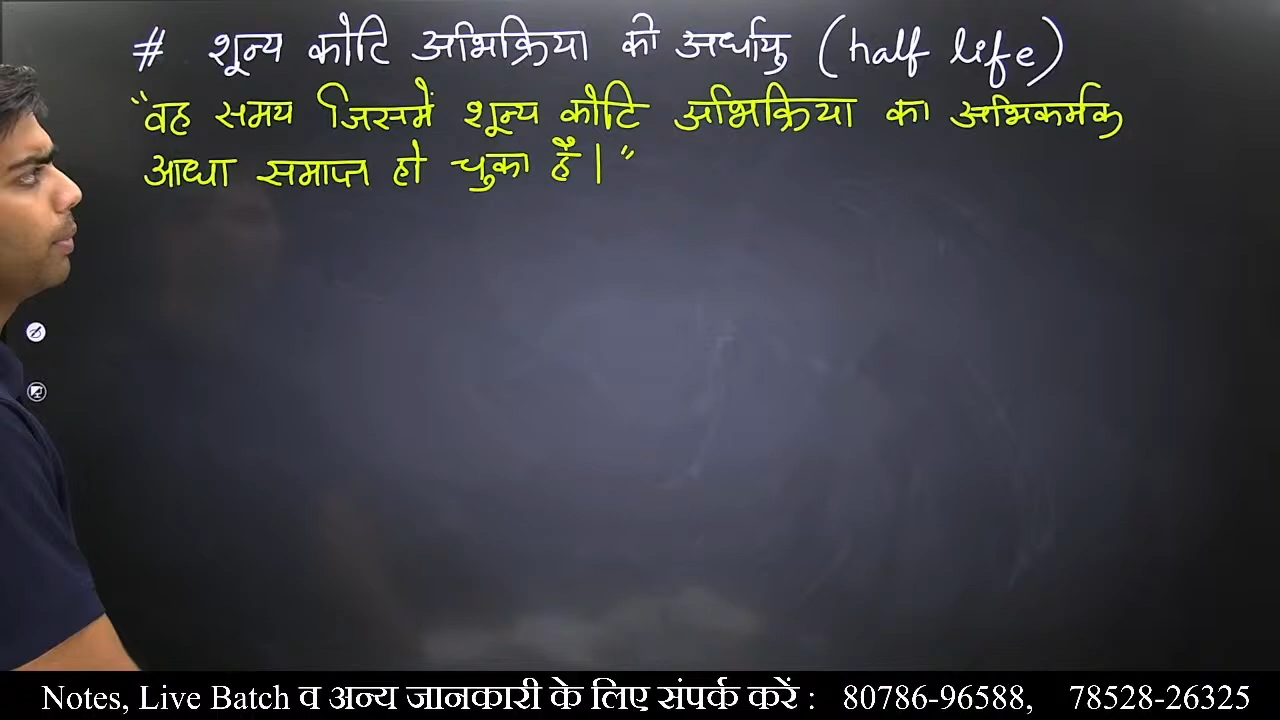 # शून्य कोटि अभिक्रिया की अर्धायु (half life)
"वह समय जिसमें शून्य कोटि अभिक्रिया का अभिकर्मक
आधा समाप्त हो चुका है।"
Notes, Live Batch व अन्य जानकारी के लिए संपर्क करें : 80786-96588, 78528-26325